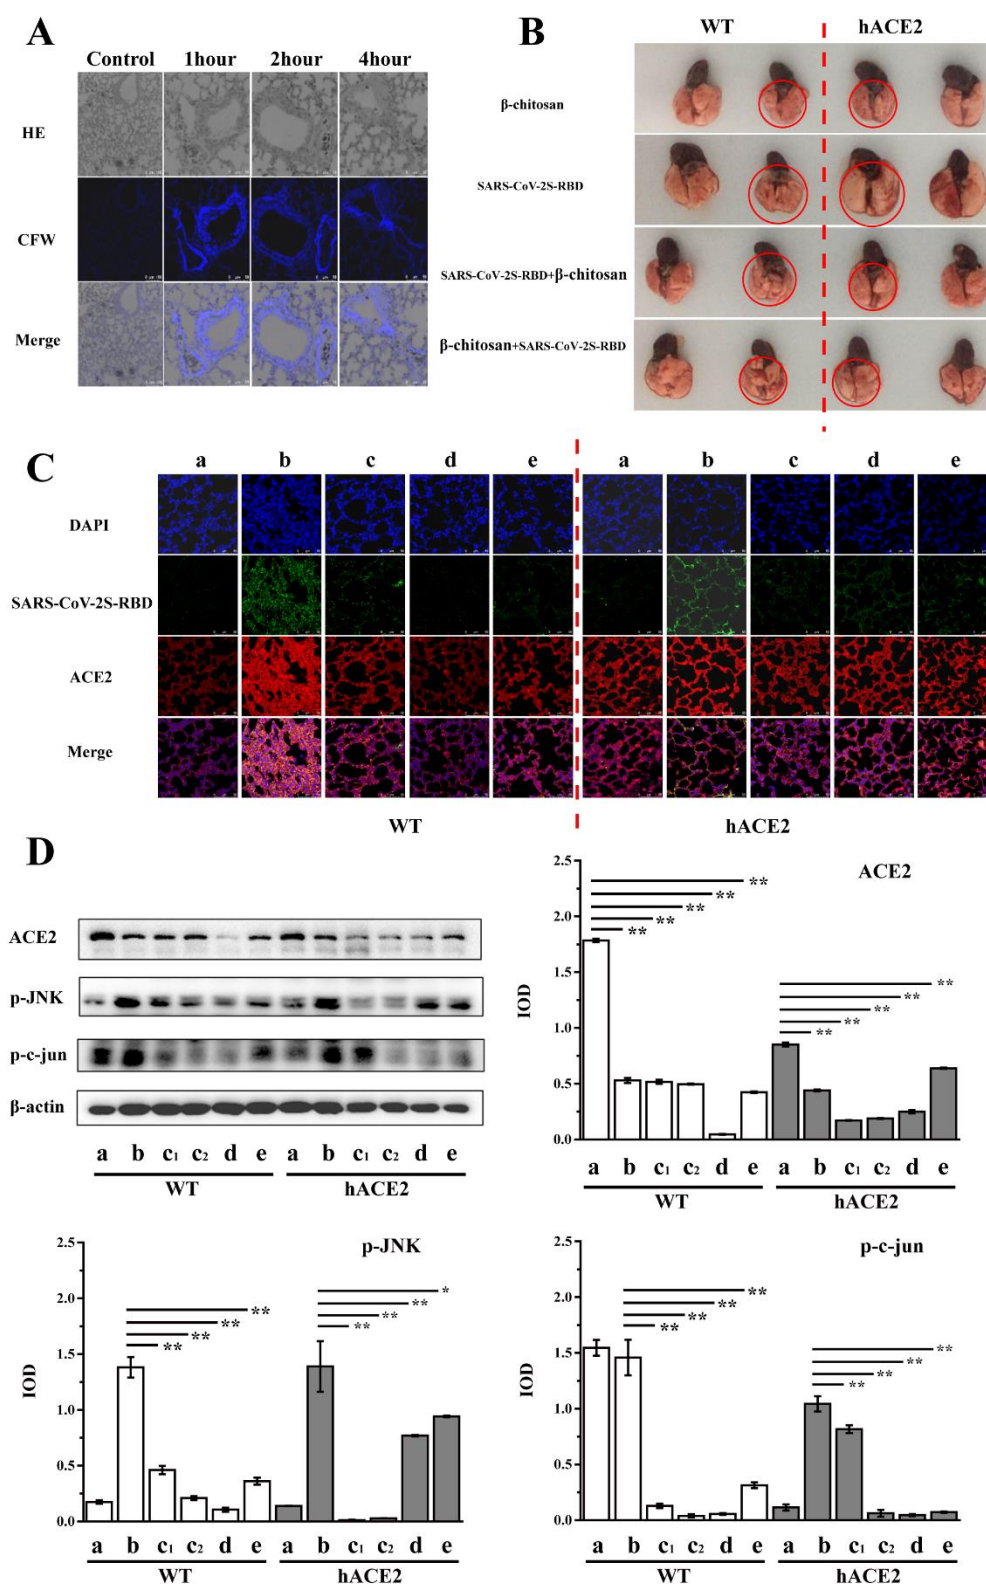 A
Control 1hour 2hour 4hour
HE
CFW
Merge
B
WT hACE2
β-chitosan
SARS-CoV-2S-RBD
SARS-CoV-2S-RBD+β-chitosan
β-chitosan+SARS-CoV-2S-RBD
C
a b c d e a b c d e
DAPI
SARS-CoV-2S-RBD
ACE2
Merge
WT hACE2
D
ACE2
p-JNK
p-c-jun
β-actin
a b c1 c2 d e a b c1 c2 d e
WT hACE2
ACE2
IOD
2.5
2.0
1.5
1.0
0.5
0.0
**
**
**
**
**
**
**
**
**
**
a b c1 c2 d e a b c1 c2 d e
WT hACE2
p-JNK
IOD
2.5
2.0
1.5
1.0
0.5
0.0
**
**
**
**
*
**
**
**
a b c1 c2 d e a b c1 c2 d e
WT hACE2
p-c-jun
IOD
2.5
2.0
1.5
1.0
0.5
0.0
**
**
**
**
**
**
**
**
a b c1 c2 d e a b c1 c2 d e
WT hACE2